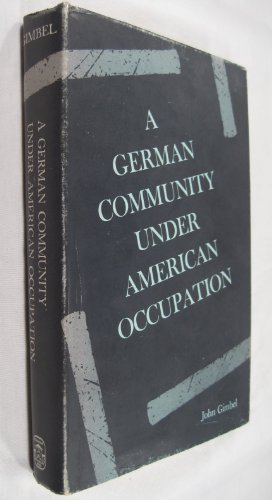 GIMBEL
A GERMAN COMMUNITY
UNDER AMERICAN OCCUPATION
A
GERMAN
COMMUNITY
UNDER
AMERICAN
OCCUPATION
John Gimbel